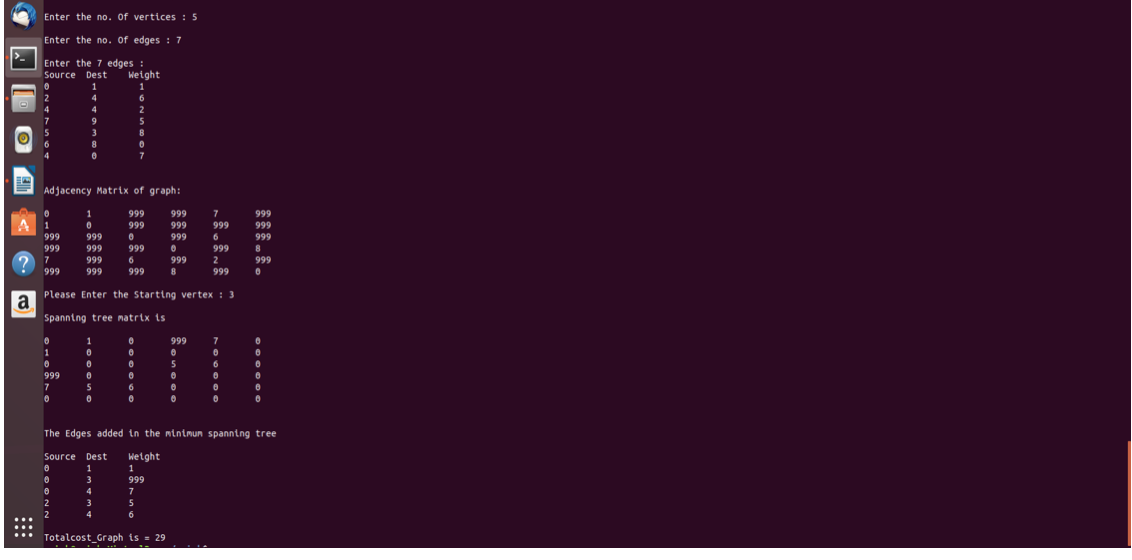 Enter the no. Of vertices : 5
Enter the no. Of edges : 7
Enter the 7 edges :
Source Dest Weight
0 1 1
2 4 6
4 4 2
7 9 5
5 3 8
6 8 0
4 0 7
Adjacency Matrix of graph:
0 1 999 999 7 999
1 0 999 999 999 999
999 999 0 999 6 999
999 999 999 0 999 8
7 999 6 999 2 999
999 999 999 8 999 0
Please Enter the Starting vertex : 3
Spanning tree matrix is
0 1 0 999 7 0
1 0 0 0 0 0
0 0 0 5 6 0
999 0 0 0 0 0
7 5 6 0 0 0
0 0 0 0 0 0
The Edges added in the minimum spanning tree
Source Dest Weight
0 1 1
0 3 999
0 4 7
2 3 5
2 4 6
Totalcost_Graph is = 29